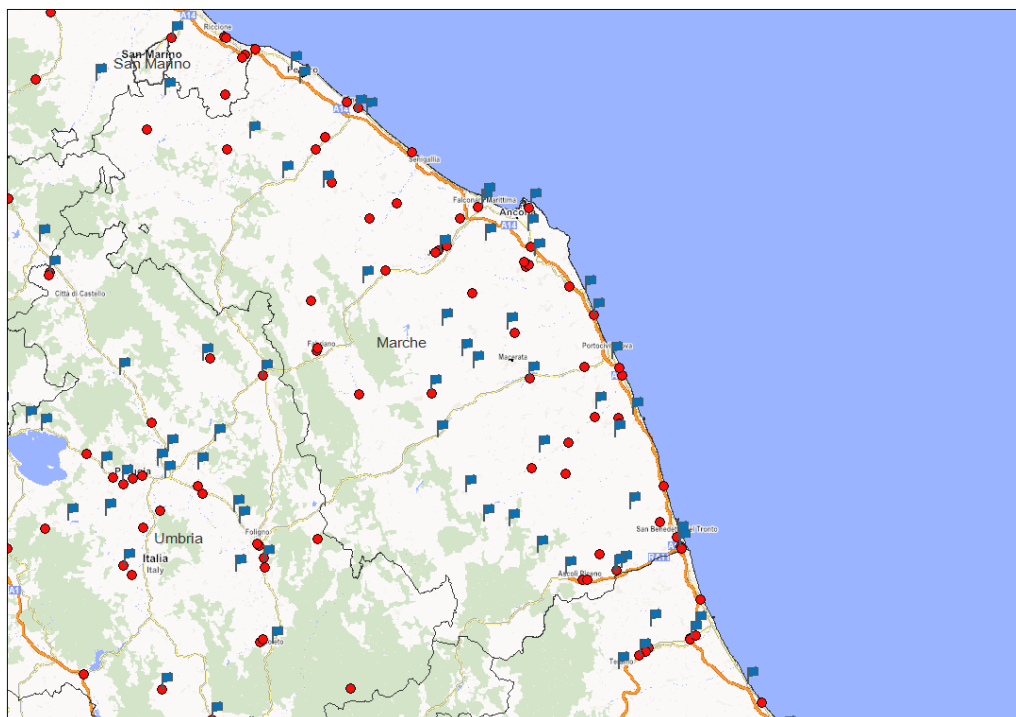 A14
Riccione
San Marino
San Marino
A14
Senigallia
Falconara Marittima
Ancona
A14
Città di Castello
Fabriano
Marche
Macerata
Foligno
San Benedetto del Tronto
Umbria
Italia
Italy
Ascoli Piceno
A1